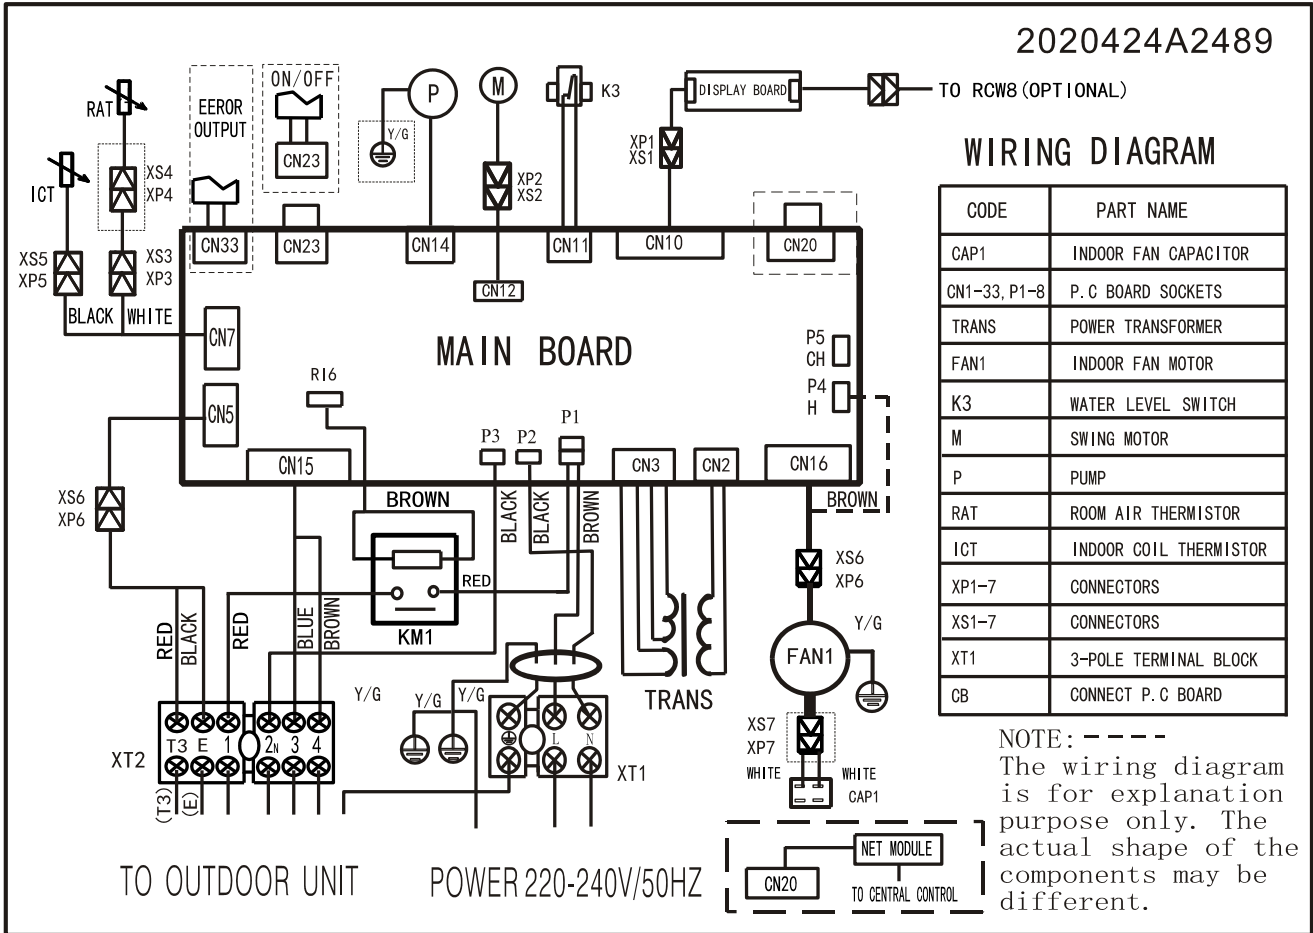 2020424A2489
ON/OFF
EEROR
OUTPUT
CN23
RAT
ICT
XS4
XP4
P
Y/G
M
K3
DISPLAY BOARD
TO RCW8(OPTIONAL)
XP1
XS1
XP2
XS2
XS5
XP5
XS3
XP3
BLACK
WHITE
CN33
CN23
CN14
CN11
CN10
CN20
CN12
CN7
CN5
MAIN BOARD
P5
CH
P4
H
R16
P3
P2
P1
CN15
CN3
CN2
CN16
XS6
XP6
BROWN
BLACK
BLACK
BROWN
BROWN
RED
KM1
RED
BLACK
RED
BLUE
BROWN
XS6
XP6
Y/G
FAN1
TRANS
Y/G
Y/G
Y/G
XT2
T3 E 1 2N 3 4
(T3)
(E)
L N
XT1
XS7
XP7
WHITE
WHITE
CAP1
TO OUTDOOR UNIT
POWER 220-240V/50HZ
CN20
NET MODULE
TO CENTRAL CONTROL
WIRING DIAGRAM
CODE PART NAME
CAP1 INDOOR FAN CAPACITOR
CN1-33,P1-8 P.C BOARD SOCKETS
TRANS POWER TRANSFORMER
FAN1 INDOOR FAN MOTOR
K3 WATER LEVEL SWITCH
M SWING MOTOR
P PUMP
RAT ROOM AIR THERMISTOR
ICT INDOOR COIL THERMISTOR
XP1-7 CONNECTORS
XS1-7 CONNECTORS
XT1 3-POLE TERMINAL BLOCK
CB CONNECT P.C BOARD
NOTE:----
The wiring diagram
is for explanation
purpose only. The
actual shape of the
components may be
different.